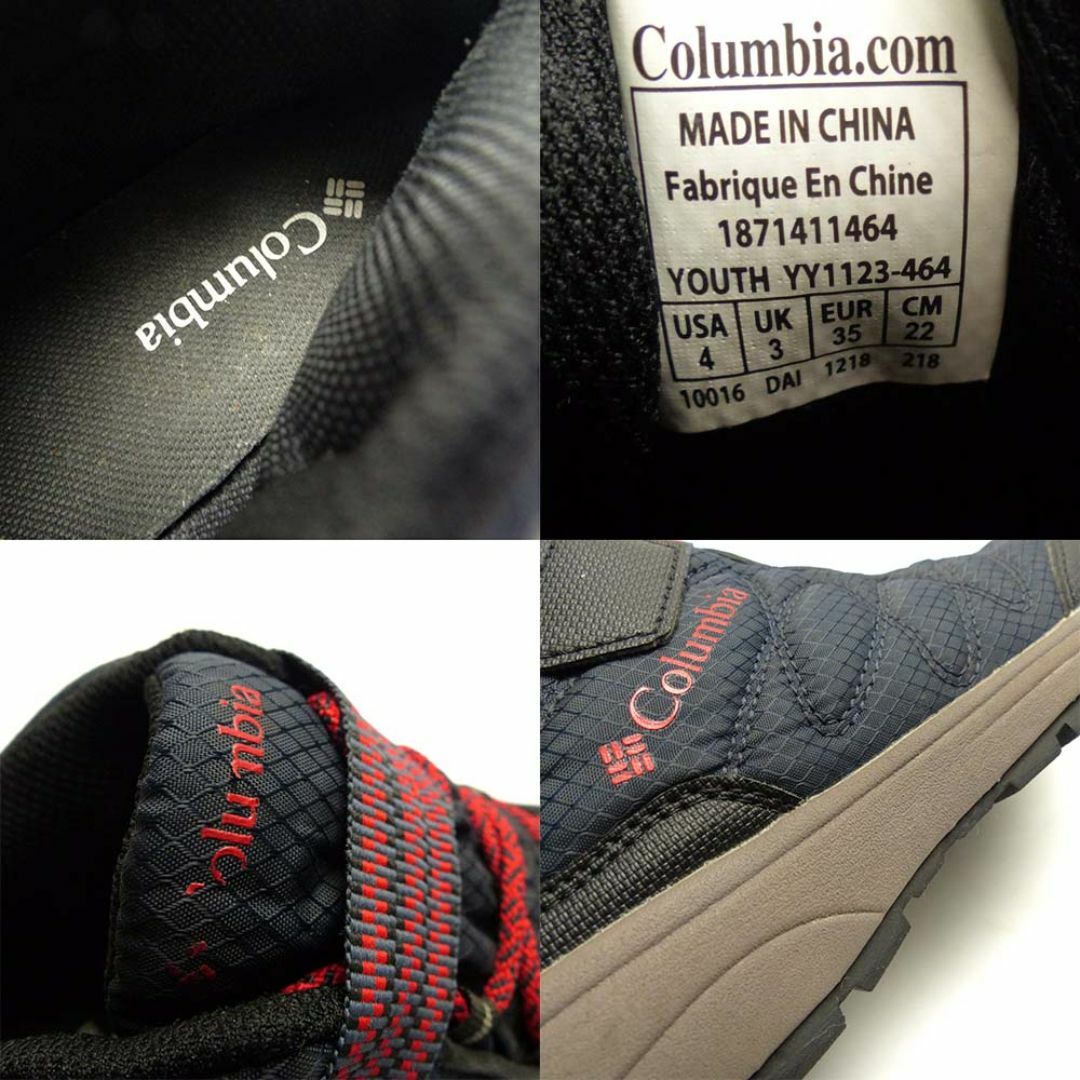 Columbia
Columbia.com
MADE IN CHINA
Fabrique En Chine
1871411464
YOUTH YY1123-464
USA UK EUR CM
4 3 35 22
10016 DAI 1218 218
Columbia